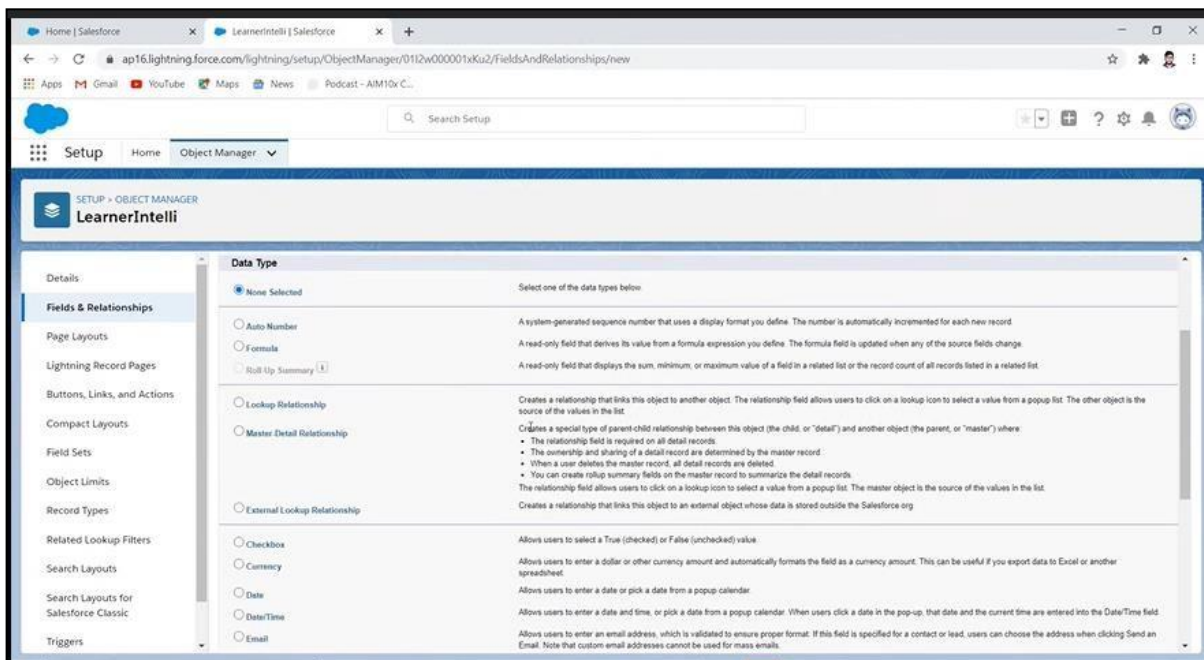 Home | Salesforce
LearnerIntelli | Salesforce
ap16.lightning.force.com/lightning/setup/ObjectManager/01I2w000001xKu2/FieldsAndRelationships/new
Apps Gmail YouTube Maps News Podcast - AIM10x C...
Search Setup
Setup Home Object Manager
SETUP > OBJECT MANAGER
LearnerIntelli
Details
Fields & Relationships
Page Layouts
Lightning Record Pages
Buttons, Links, and Actions
Compact Layouts
Field Sets
Object Limits
Record Types
Related Lookup Filters
Search Layouts
Search Layouts for
Salesforce Classic
Triggers
Data Type
None Selected Select one of the data types below.
Auto Number A system-generated sequence number that uses a display format you define. The number is automatically incremented for each new record.
Formula A read-only field that derives its value from a formula expression you define. The formula field is updated when any of the source fields change.
Roll-Up Summary A read-only field that displays the sum, minimum, or maximum value of a field in a related list or the record count of all records listed in a related list.
Lookup Relationship Creates a relationship that links this object to another object. The relationship field allows users to click on a lookup icon to select a value from a popup list. The other object is the
source of the values in the list.
Master-Detail Relationship Creates a special type of parent-child relationship between this object (the child, or "detail") and another object (the parent, or "master") where:
• The relationship field is required on all detail records.
• The ownership and sharing of a detail record are determined by the master record.
• When a user deletes the master record, all detail records are deleted.
• You can create rollup summary fields on the master record to summarize the detail records.
The relationship field allows users to click on a lookup icon to select a value from a popup list. The master object is the source of the values in the list.
External Lookup Relationship Creates a relationship that links this object to an external object whose data is stored outside the Salesforce org.
Checkbox Allows users to select a True (checked) or False (unchecked) value.
Currency Allows users to enter a dollar or other currency amount and automatically formats the field as a currency amount. This can be useful if you export data to Excel or another
spreadsheet.
Date Allows users to enter a date or pick a date from a popup calendar.
Date/Time Allows users to enter a date and time, or pick a date from a popup calendar. When users click a date in the pop-up, that date and the current time are entered into the Date/Time field.
Email Allows users to enter an email address, which is validated to ensure proper format. If this field is specified for a contact or lead, users can choose the address when clicking Send an
Email. Note that custom email addresses cannot be used for mass emails.